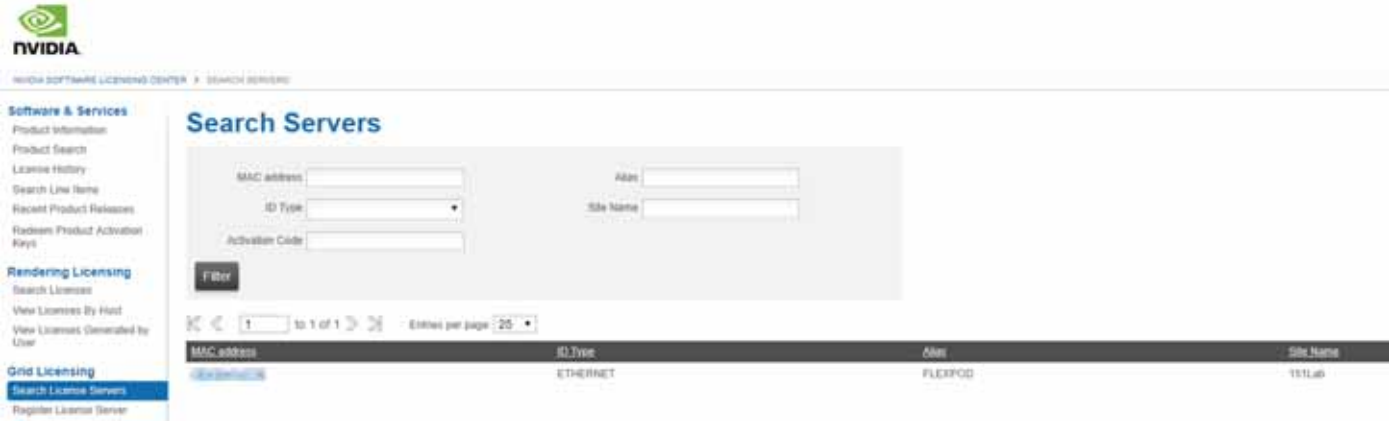 NVIDIA
NVIDIA SOFTWARE LICENSING CENTER > SEARCH SERVERS
Software & Services
Product Information
Product Search
License History
Search Line Items
Recent Product Releases
Redeem Product Activation
Keys
Rendering Licensing
Search Licenses
View Licenses By Host
View Licenses Generated by
User
Grid Licensing
Search License Servers
Register License Server
Search Servers
MAC address
Alias
ID Type
Site Name
Activation Code
Filter
1 to 1 of 1 Entries per page 25
MAC address ID Type Alias Site Name
ETHERNET FLEXPOD 151Lab